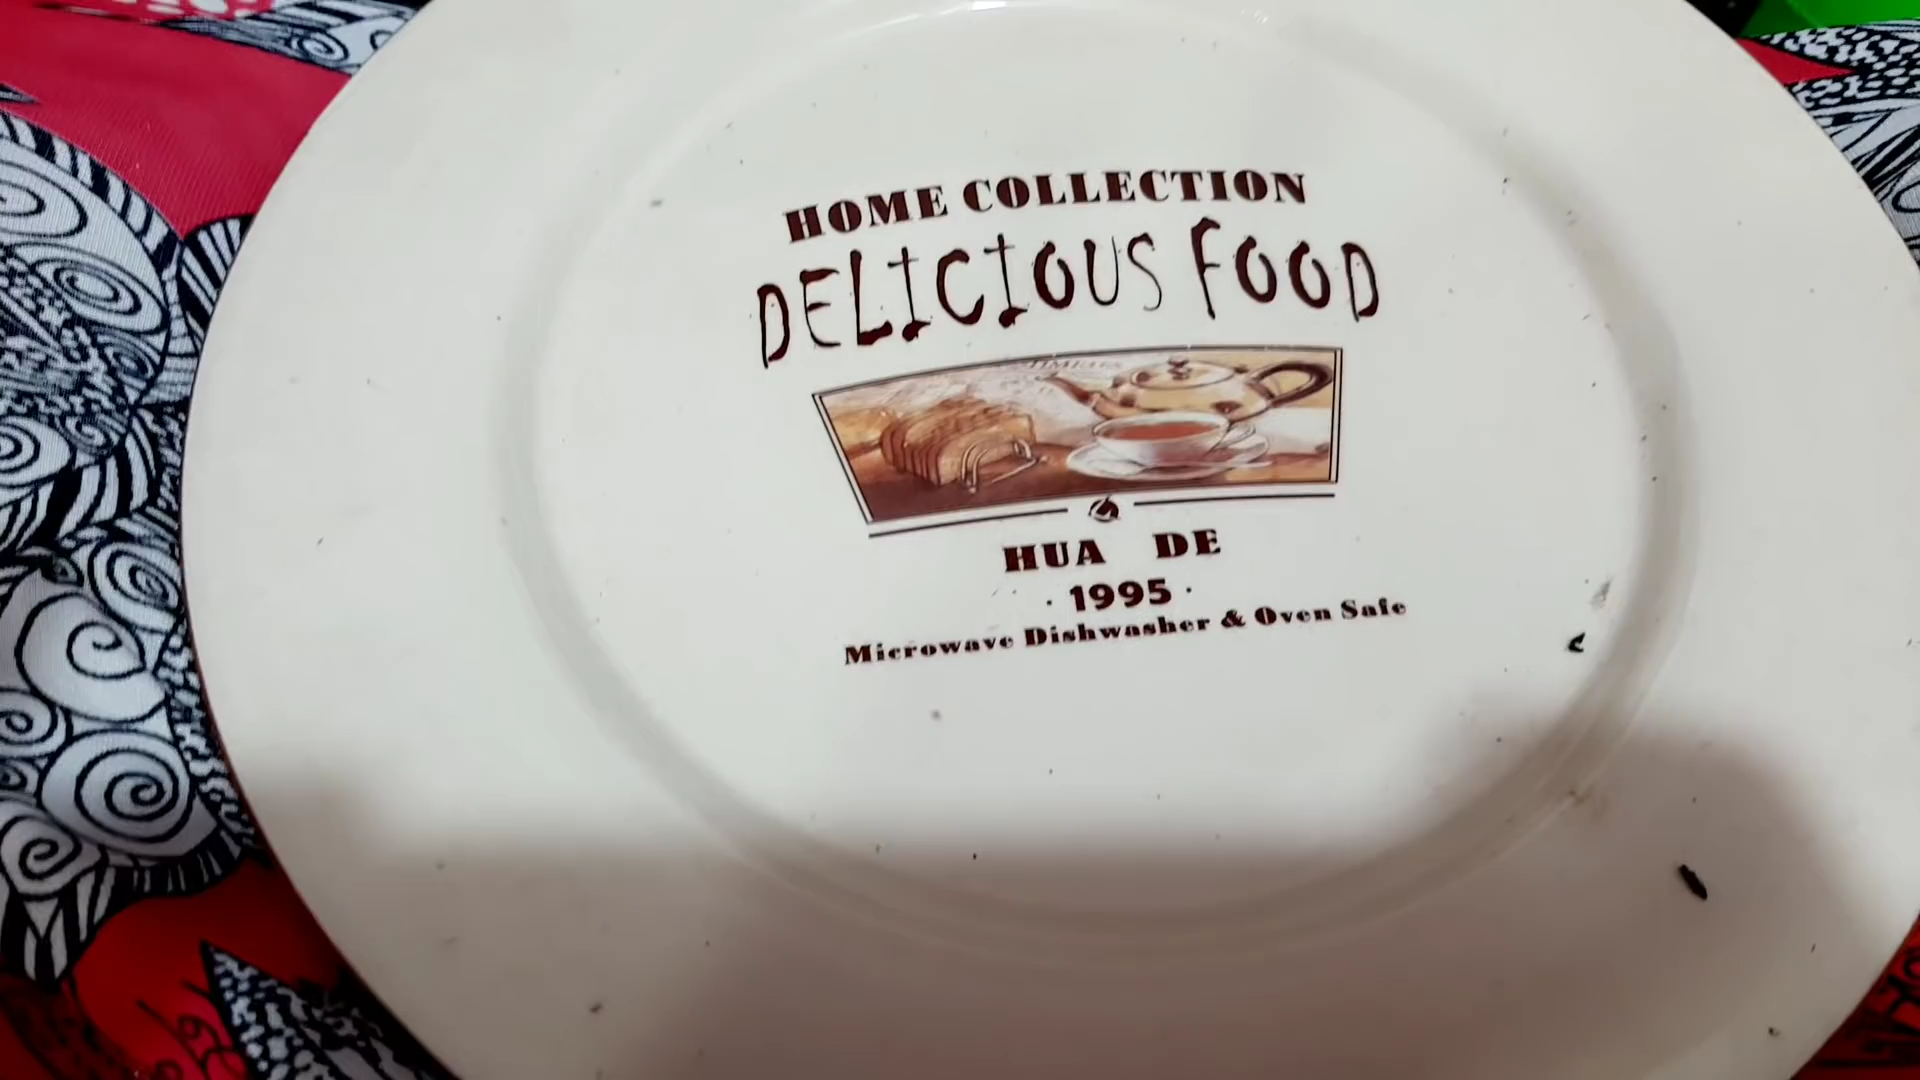 HOME COLLECTION
DELICIOUS FOOD
HUA DE
· 1995 ·
Microwave Dishwasher & Oven Safe